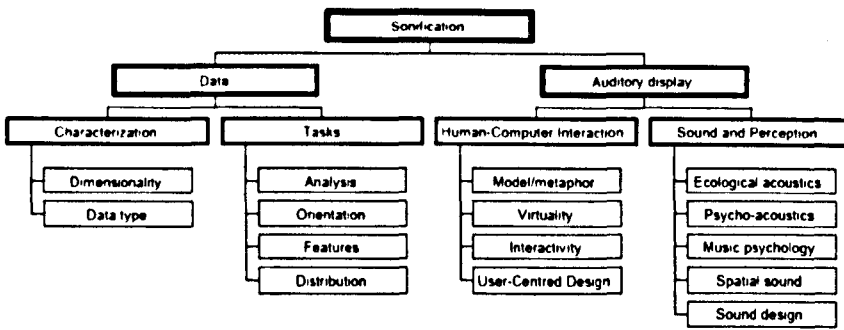 Sonification
Data
Auditory display
Characterization
Tasks
Human-Computer Interaction
Sound and Perception
Dimensionality
Data type
Analysis
Orientation
Features
Distribution
Model/metaphor
Virtuality
Interactivity
User-Centred Design
Ecological acoustics
Psycho-acoustics
Music psychology
Spatial sound
Sound design